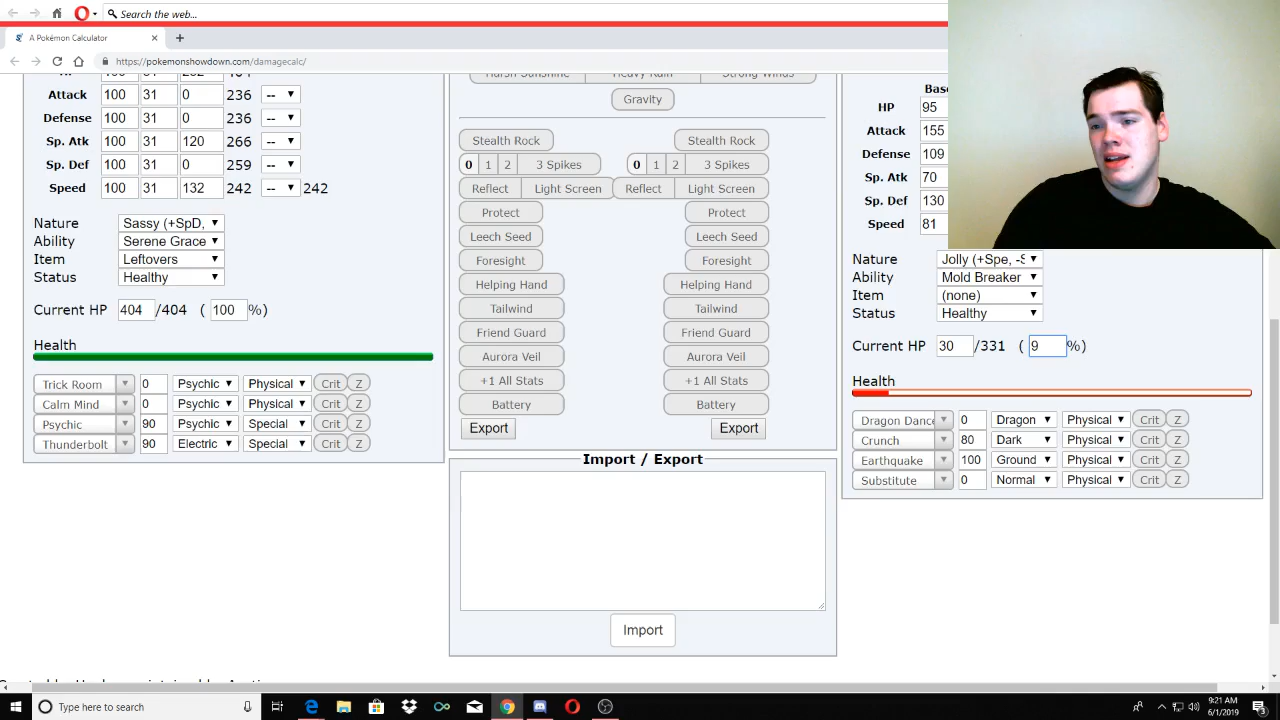 Search the web...
A Pokémon Calculator
https://pokemonshowdown.com/damagecalc/
Attack 100 31 0 236 --
Defense 100 31 0 236 --
Sp. Atk 100 31 120 266 --
Sp. Def 100 31 0 259 --
Speed 100 31 132 242 -- 242
Nature Sassy (+SpD,
Ability Serene Grace
Item Leftovers
Status Healthy
Current HP 404 /404 ( 100 %)
Health
Trick Room 0 Psychic Physical Crit Z
Calm Mind 0 Psychic Physical Crit Z
Psychic 90 Psychic Special Crit Z
Thunderbolt 90 Electric Special Crit Z
Harsh Sunshine Heavy Rain Strong Winds
Gravity
Stealth Rock Stealth Rock
0 1 2 3 Spikes 0 1 2 3 Spikes
Reflect Light Screen Reflect Light Screen
Protect Protect
Leech Seed Leech Seed
Foresight Foresight
Helping Hand Helping Hand
Tailwind Tailwind
Friend Guard Friend Guard
Aurora Veil Aurora Veil
+1 All Stats +1 All Stats
Battery Battery
Export Export
Import / Export
Import
Bas
HP 95
Attack 155
Defense 109
Sp. Atk 70
Sp. Def 130
Speed 81
Nature Jolly (+Spe, -S
Ability Mold Breaker
Item (none)
Status Healthy
Current HP 30 /331 ( 9 %)
Health
Dragon Dance 0 Dragon Physical Crit Z
Crunch 80 Dark Physical Crit Z
Earthquake 100 Ground Physical Crit Z
Substitute 0 Normal Physical Crit Z
Type here to search
9:21 AM
6/1/2019